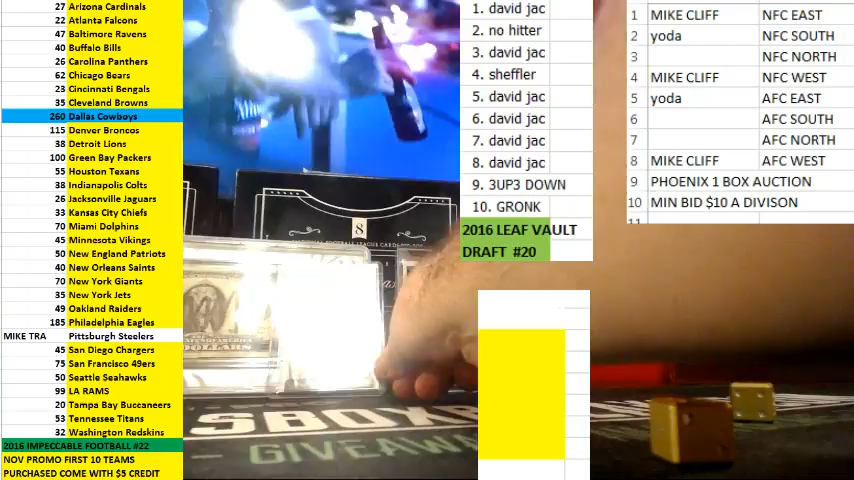 27 Arizona Cardinals
22 Atlanta Falcons
47 Baltimore Ravens
40 Buffalo Bills
26 Carolina Panthers
62 Chicago Bears
23 Cincinnati Bengals
35 Cleveland Browns
260 Dallas Cowboys
115 Denver Broncos
38 Detroit Lions
100 Green Bay Packers
55 Houston Texans
38 Indianapolis Colts
26 Jacksonville Jaguars
33 Kansas City Chiefs
70 Miami Dolphins
45 Minnesota Vikings
50 New England Patriots
40 New Orleans Saints
70 New York Giants
35 New York Jets
49 Oakland Raiders
185 Philadelphia Eagles
MIKE TRA Pittsburgh Steelers
45 San Diego Chargers
75 San Francisco 49ers
50 Seattle Seahawks
99 LA RAMS
20 Tampa Bay Buccaneers
53 Tennessee Titans
32 Washington Redskins
2016 IMPECCABLE FOOTBALL #22
NOV PROMO FIRST 10 TEAMS
PURCHASED COME WITH $5 CREDIT
8
DOLLARS
GIVEAWA
1. david jac
2. no hitter
3. david jac
4. sheffler
5. david jac
6. david jac
7. david jac
8. david jac
9. 3UP3 DOWN
10. GRONK
2016 LEAF VAULT
DRAFT #20
1 MIKE CLIFF NFC EAST
2 yoda NFC SOUTH
3 NFC NORTH
4 MIKE CLIFF NFC WEST
5 yoda AFC EAST
6 AFC SOUTH
7 AFC NORTH
8 MIKE CLIFF AFC WEST
9 PHOENIX 1 BOX AUCTION
10 MIN BID $10 A DIVISON
11